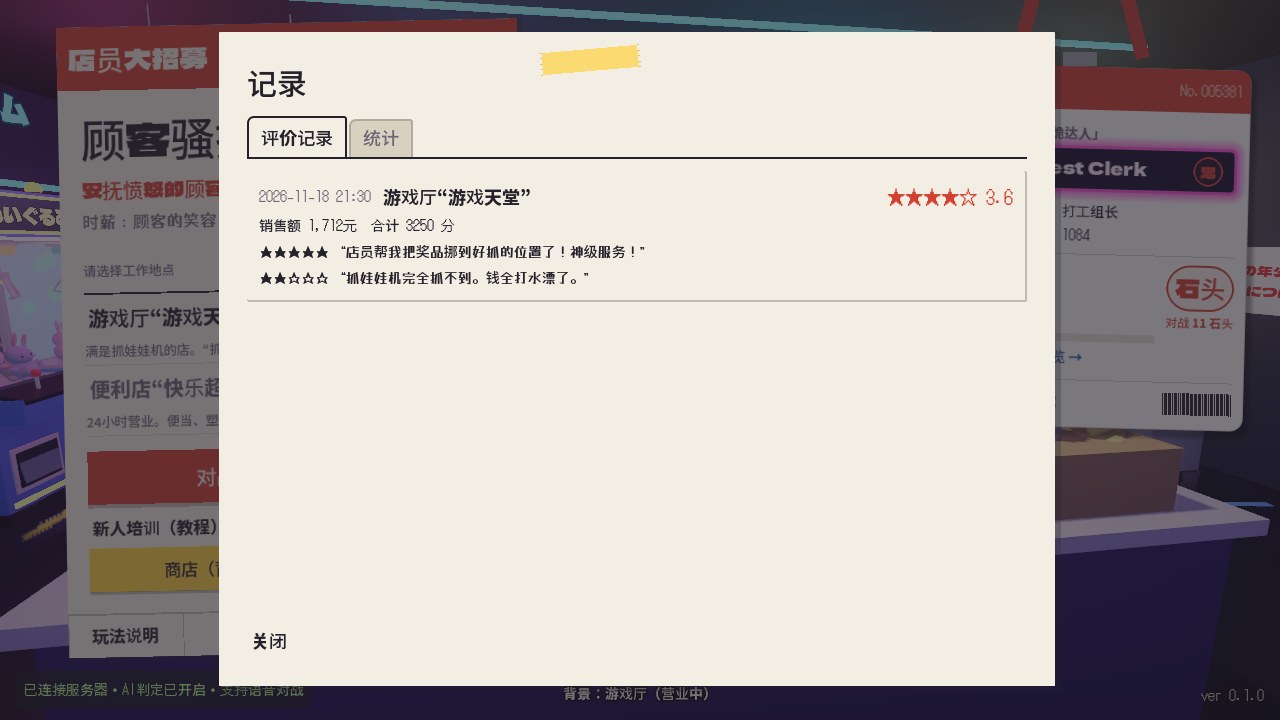 店员大招募
No. 005381
记录
顾客骚
评价记录
统计
est Clerk
安抚愤怒的顾客
2026-11-18 21:30 游戏厅“游戏天堂” ★★★★☆ 3.6
打工组长
时薪：顾客的笑容
销售额 1,712元 合计 3250 分
1084
★★★★★ “店员帮我把奖品挪到好抓的位置了！神级服务！”
请选择工作地点
★★☆☆☆ “抓娃娃机完全抓不到。钱全打水漂了。”
石头
游戏厅“游戏天
对战 11 石头
满是抓娃娃机的店。“抓
→
便利店“快乐超
24小时营业。便当、塑
新人培训（教程）
商店（
玩法说明
关闭
已连接服务器・AI判定已开启・支持语音对战
背景：游戏厅（营业中）
ver 0.1.0